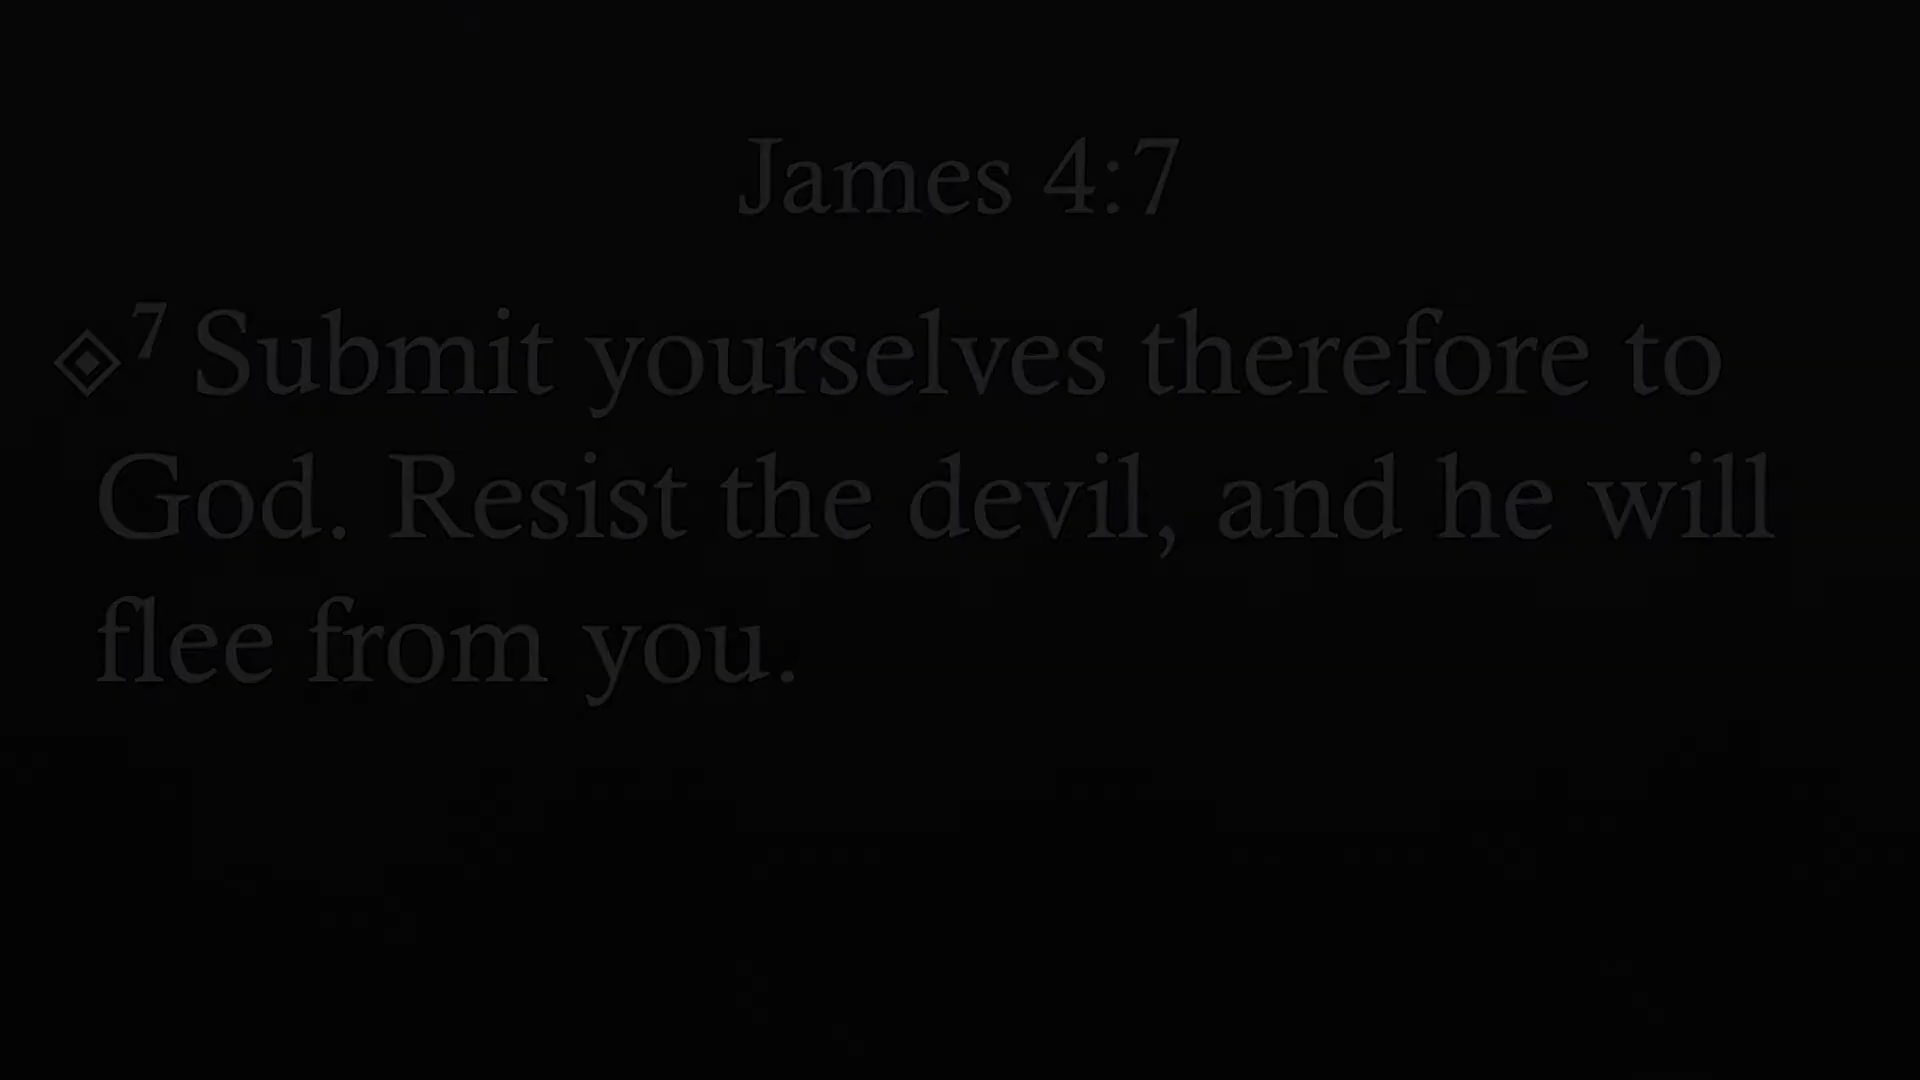 James 4:7
7 Submit yourselves therefore to
God. Resist the devil, and he will
flee from you.